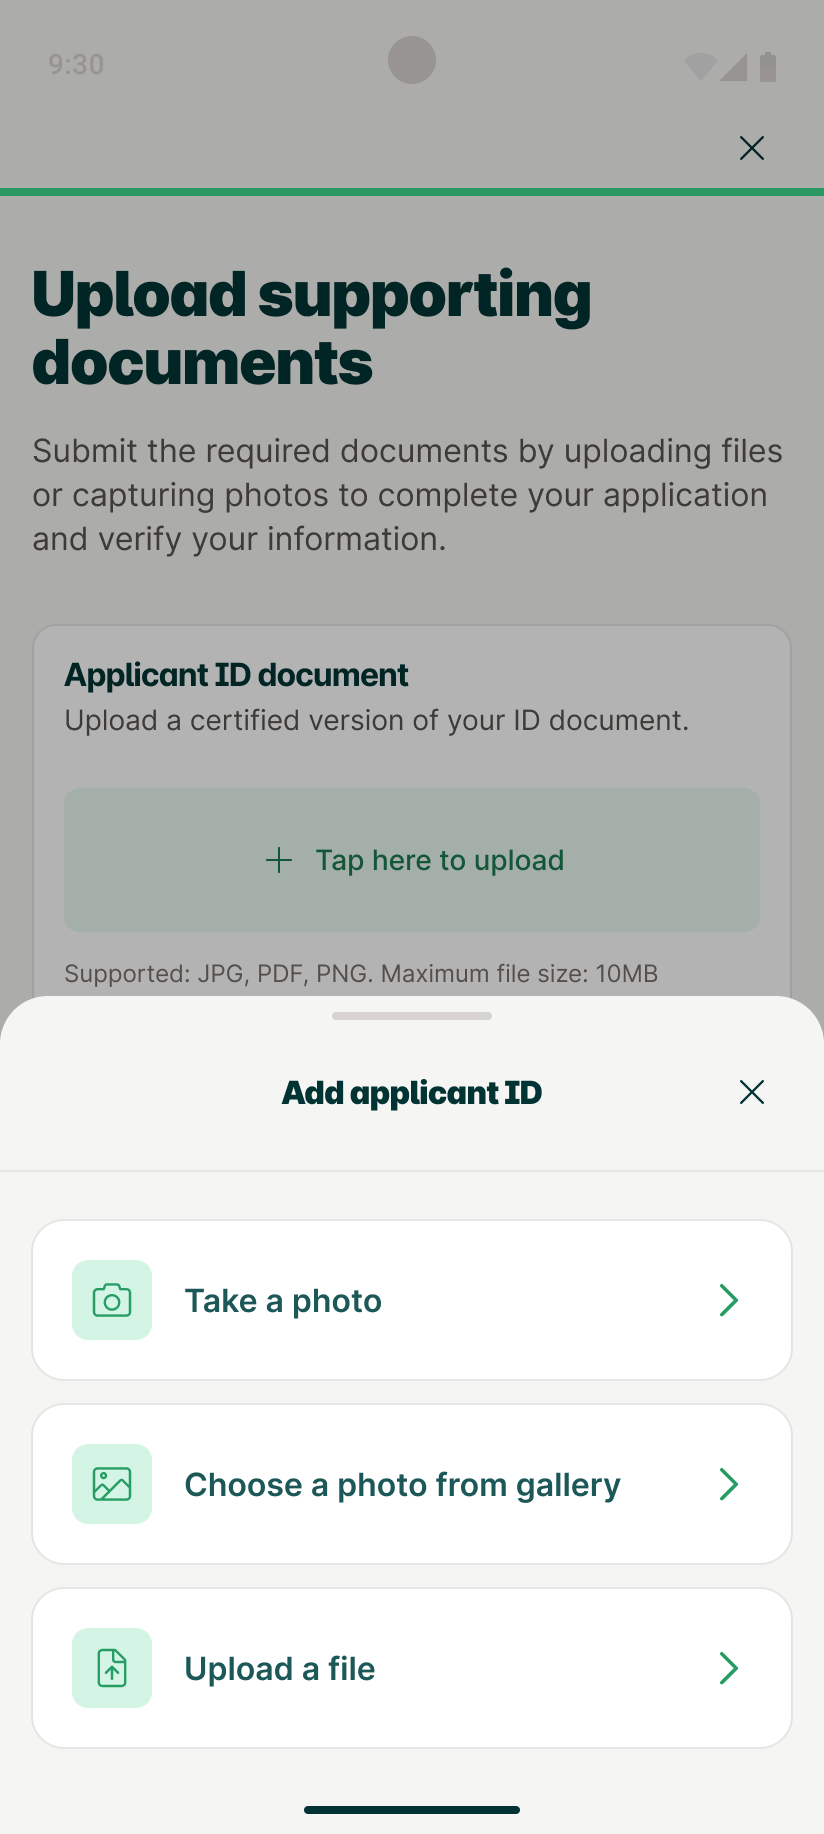 9:30
Upload supporting
documents
Submit the required documents by uploading files
or capturing photos to complete your application
and verify your information.
Applicant ID document
Upload a certified version of your ID document.
Tap here to upload
Supported: JPG, PDF, PNG. Maximum file size: 10MB
Add applicant ID
Take a photo
Choose a photo from gallery
Upload a file